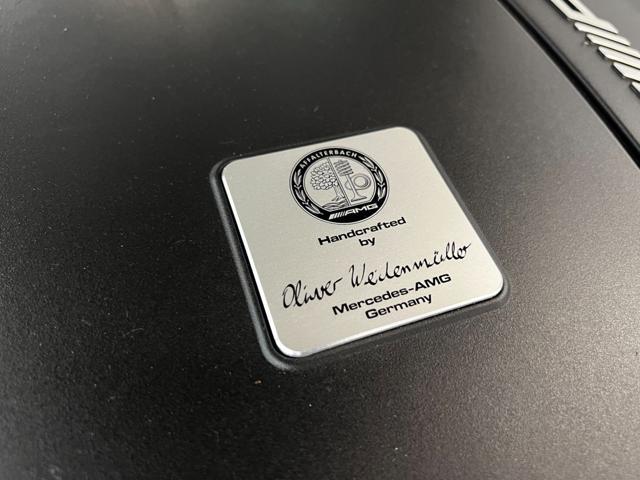 AFFALTERBACH
AMG
Handcrafted
by
Oliver Weidenmüller
Mercedes-AMG
Germany